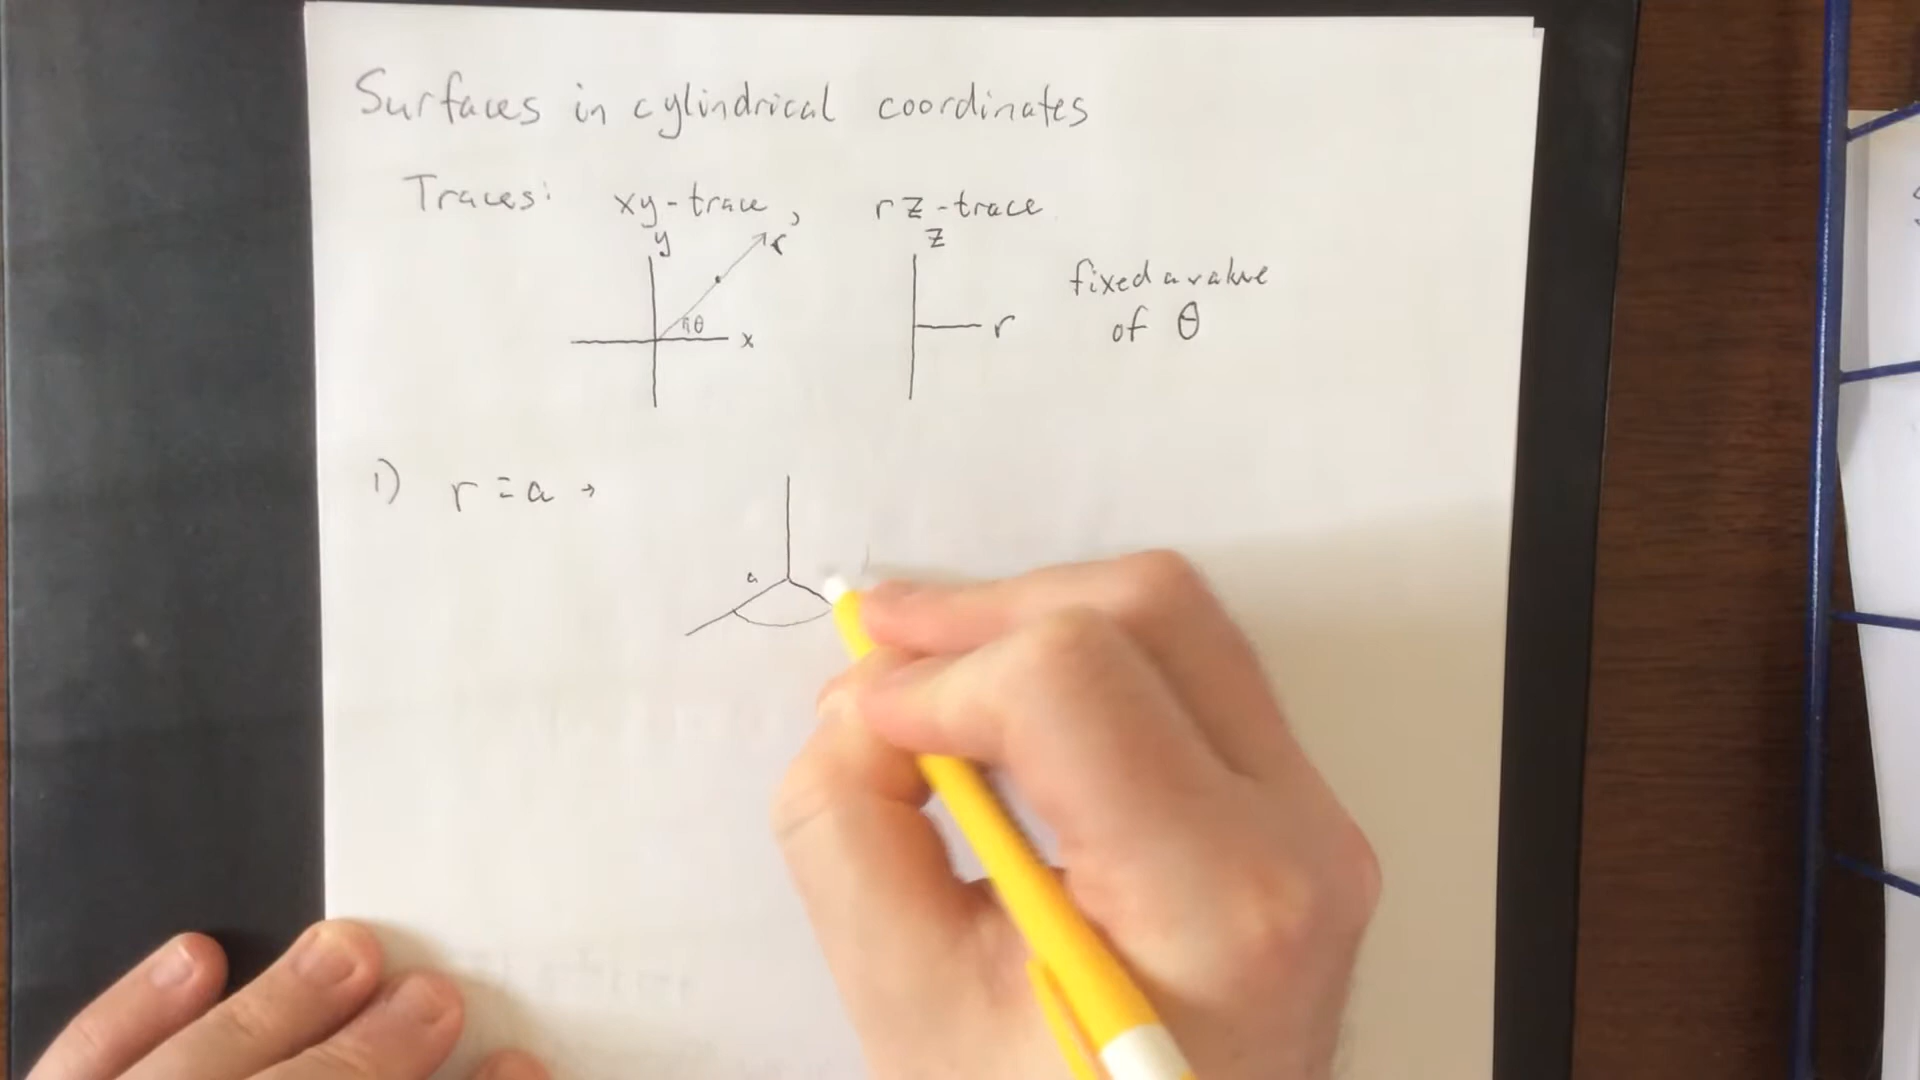 Surfaces in cylindrical coordinates
Traces: xy-trace, rz-trace
y r z
fixed a value
θ
of θ
r
x
1) r = a →
a